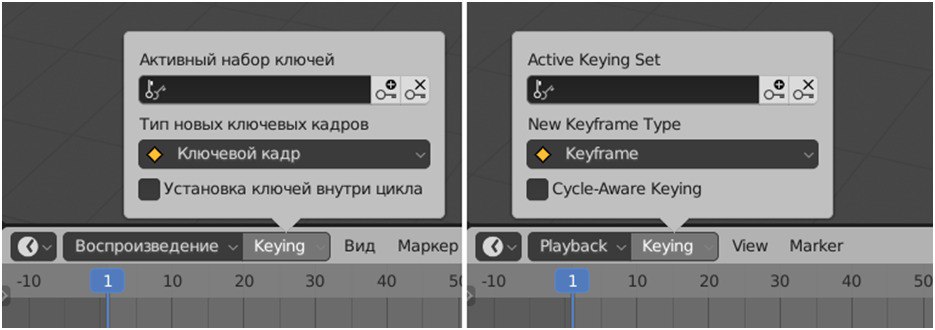 Активный набор ключей
Тип новых ключевых кадров
Ключевой кадр
Установка ключей внутри цикла
Воспроизведение Keying Вид Маркер
-10 1 10 20 30 40 50
Active Keying Set
New Keyframe Type
Keyframe
Cycle-Aware Keying
Playback Keying View Marker
-10 1 10 20 30 40 50